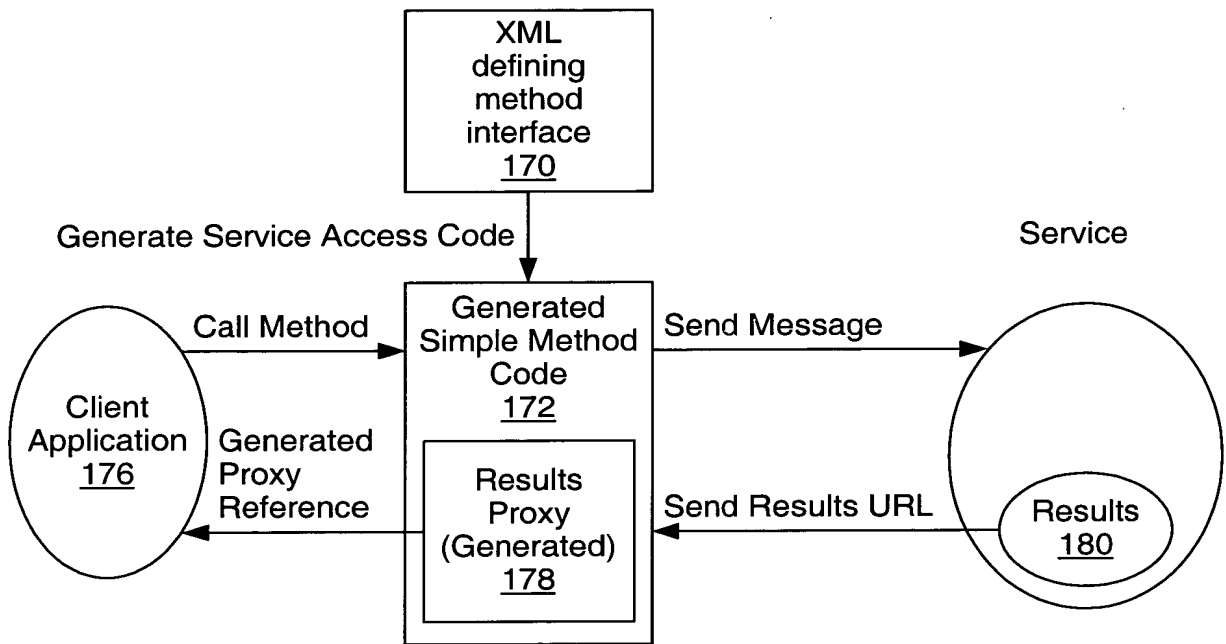 XML
defining
method
interface
170
Generate Service Access Code
Service
Call Method
Generated
Simple Method
Code
172
Send Message
Client
Application
176
Generated
Proxy
Reference
Results
Proxy
(Generated)
178
Send Results URL
Results
180